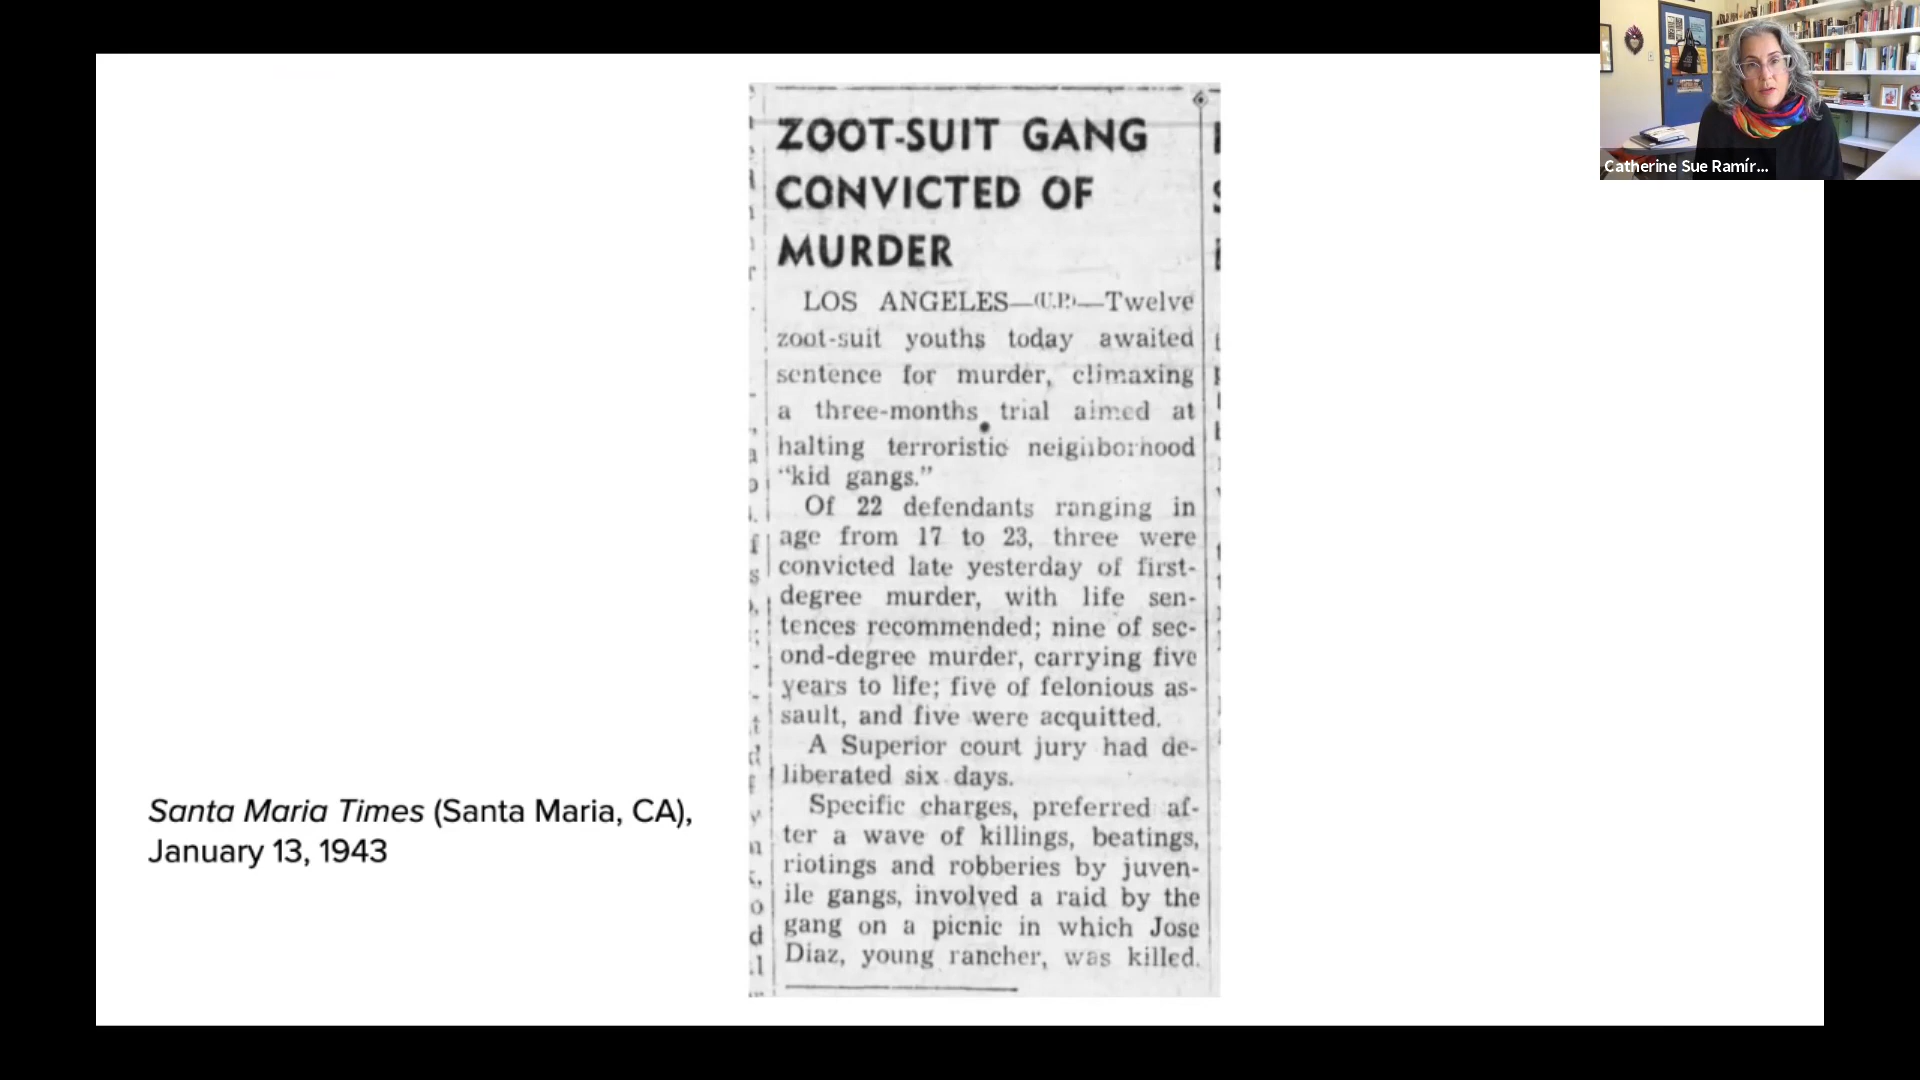 ZOOT-SUIT GANG
CONVICTED OF
MURDER
LOS ANGELES—(U.P.)—Twelve
zoot-suit youths today awaited
sentence for murder, climaxing
a three-months trial aimed at
halting terroristic neighborhood
“kid gangs.”
Of 22 defendants ranging in
age from 17 to 23, three were
convicted late yesterday of first-
degree murder, with life sen-
tences recommended; nine of sec-
ond-degree murder, carrying five
years to life; five of felonious as-
sault, and five were acquitted.
A Superior court jury had de-
liberated six days.
Specific charges, preferred af-
ter a wave of killings, beatings,
riotings and robberies by juven-
ile gangs, involved a raid by the
gang on a picnic in which Jose
Diaz, young rancher, was killed.
Santa Maria Times (Santa Maria, CA),
January 13, 1943
Catherine Sue Ramír...